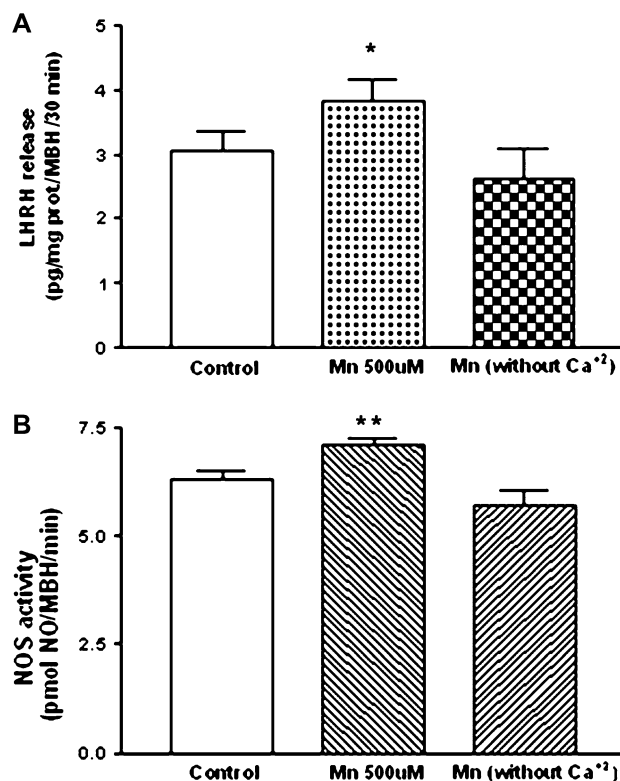 A
LHRH release
(pg/mg prot./MBH/30 min)
5
4
3
2
1
0
*
Control
Mn 500uM
Mn (without Ca⁺²)
B
NOS activity
(pmol NO/MBH/min)
7.5
5.0
2.5
0.0
**
Control
Mn 500uM
Mn (without Ca⁺²)